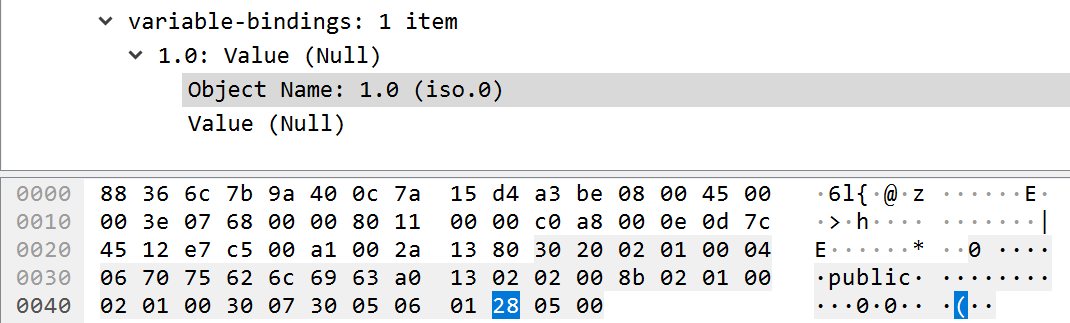 variable-bindings: 1 item
1.0: Value (Null)
Object Name: 1.0 (iso.0)
Value (Null)
0000 88 36 6c 7b 9a 40 0c 7a 15 d4 a3 be 08 00 45 00 ·6l{·@·z ······E·
0010 00 3e 07 68 00 00 80 11 00 00 c0 a8 00 0e 0d 7c ·>·h···· ·······|
0020 45 12 e7 c5 00 a1 00 2a 13 80 30 20 02 01 00 04 E······* ··0 ····
0030 06 70 75 62 6c 69 63 a0 13 02 02 00 8b 02 01 00 ·public· ········
0040 02 01 00 30 07 30 05 06 01 28 05 00 ···0·0·· ·(··